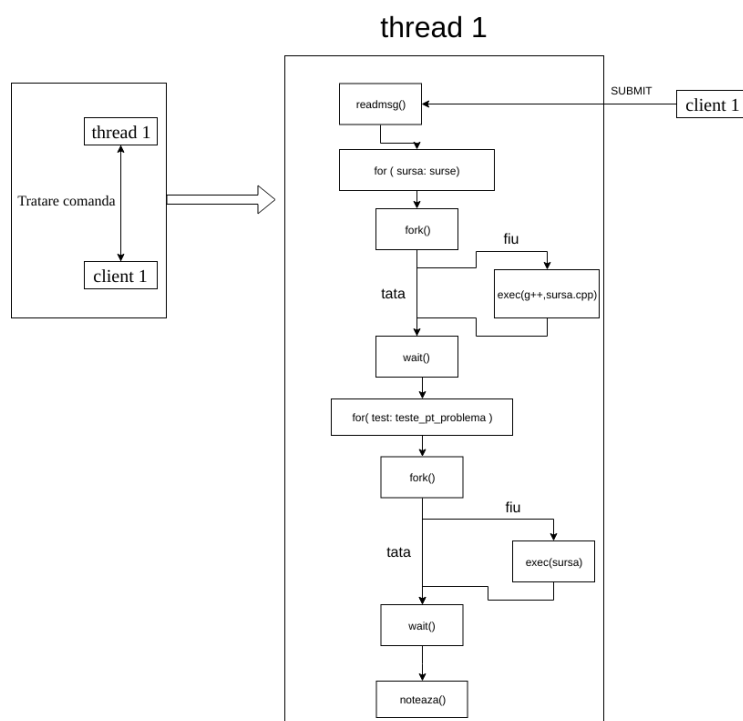 thread 1
readmsg()
SUBMIT
client 1
thread 1
for ( sursa: surse)
Tratare comanda
fork()
fiu
client 1
tata
exec(g++,sursa.cpp)
wait()
for( test: teste_pt_problema )
fork()
fiu
tata
exec(sursa)
wait()
noteaza()